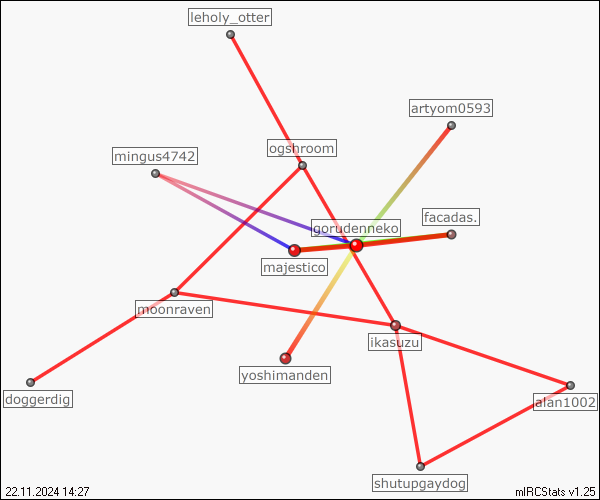 leholy_otter
artyom0593
ogshroom
mingus4742
facadas.
gorudenneko
majestico
moonraven
ikasuzu
yoshimanden
doggerdig
alan1002
shutupgaydog
22.11.2024 14:27
mIRCStats v1.25